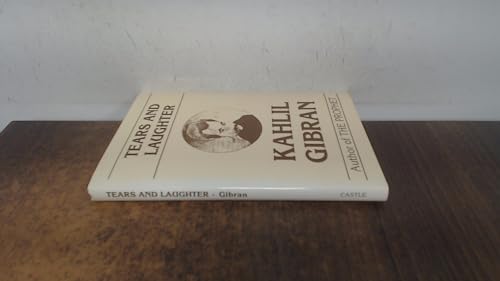 TEARS AND
LAUGHTER
KAHLIL
GIBRAN
Author of THE PROPHET
TEARS AND LAUGHTER - Gibran
CASTLE